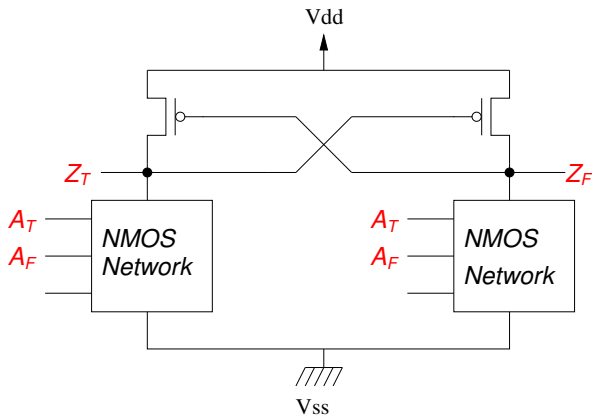 Vdd
Z_T
Z_F
A_T
A_F
NMOS
Network
A_T
A_F
NMOS
Network
Vss